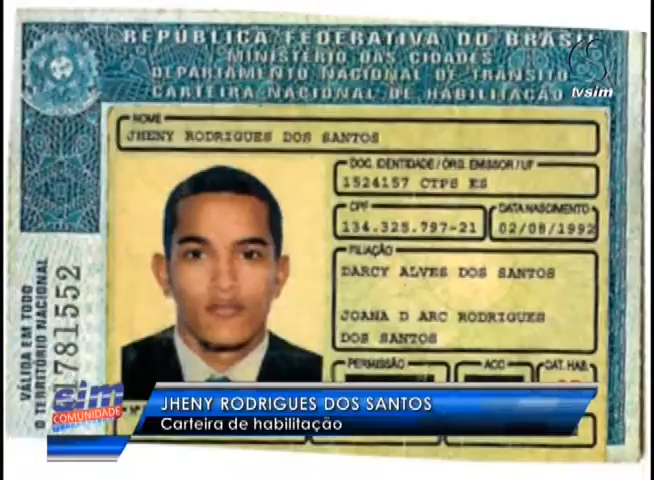 REPÚBLICA FEDERATIVA DO BRASIL
MINISTÉRIO DAS CIDADES
DEPARTAMENTO NACIONAL DE TRÂNSITO
CARTEIRA NACIONAL DE HABILITAÇÃO
tvsim
NOME
JHENY RODRIGUES DOS SANTOS
DOC. IDENTIDADE / ÓRG. EMISSOR / UF
1524157 CTPS ES
CPF
DATA NASCIMENTO
134.325.797-21
02/08/1992
FILIAÇÃO
DARCY ALVES DOS SANTOS
JOANA D ARC RODRIGUES
DOS SANTOS
PERMISSÃO
ACC
CAT. HAB.
VÁLIDA EM TODO
O TERRITÓRIO NACIONAL
781552
Nº
sim
COMUNIDADE
JHENY RODRIGUES DOS SANTOS
Carteira de habilitação